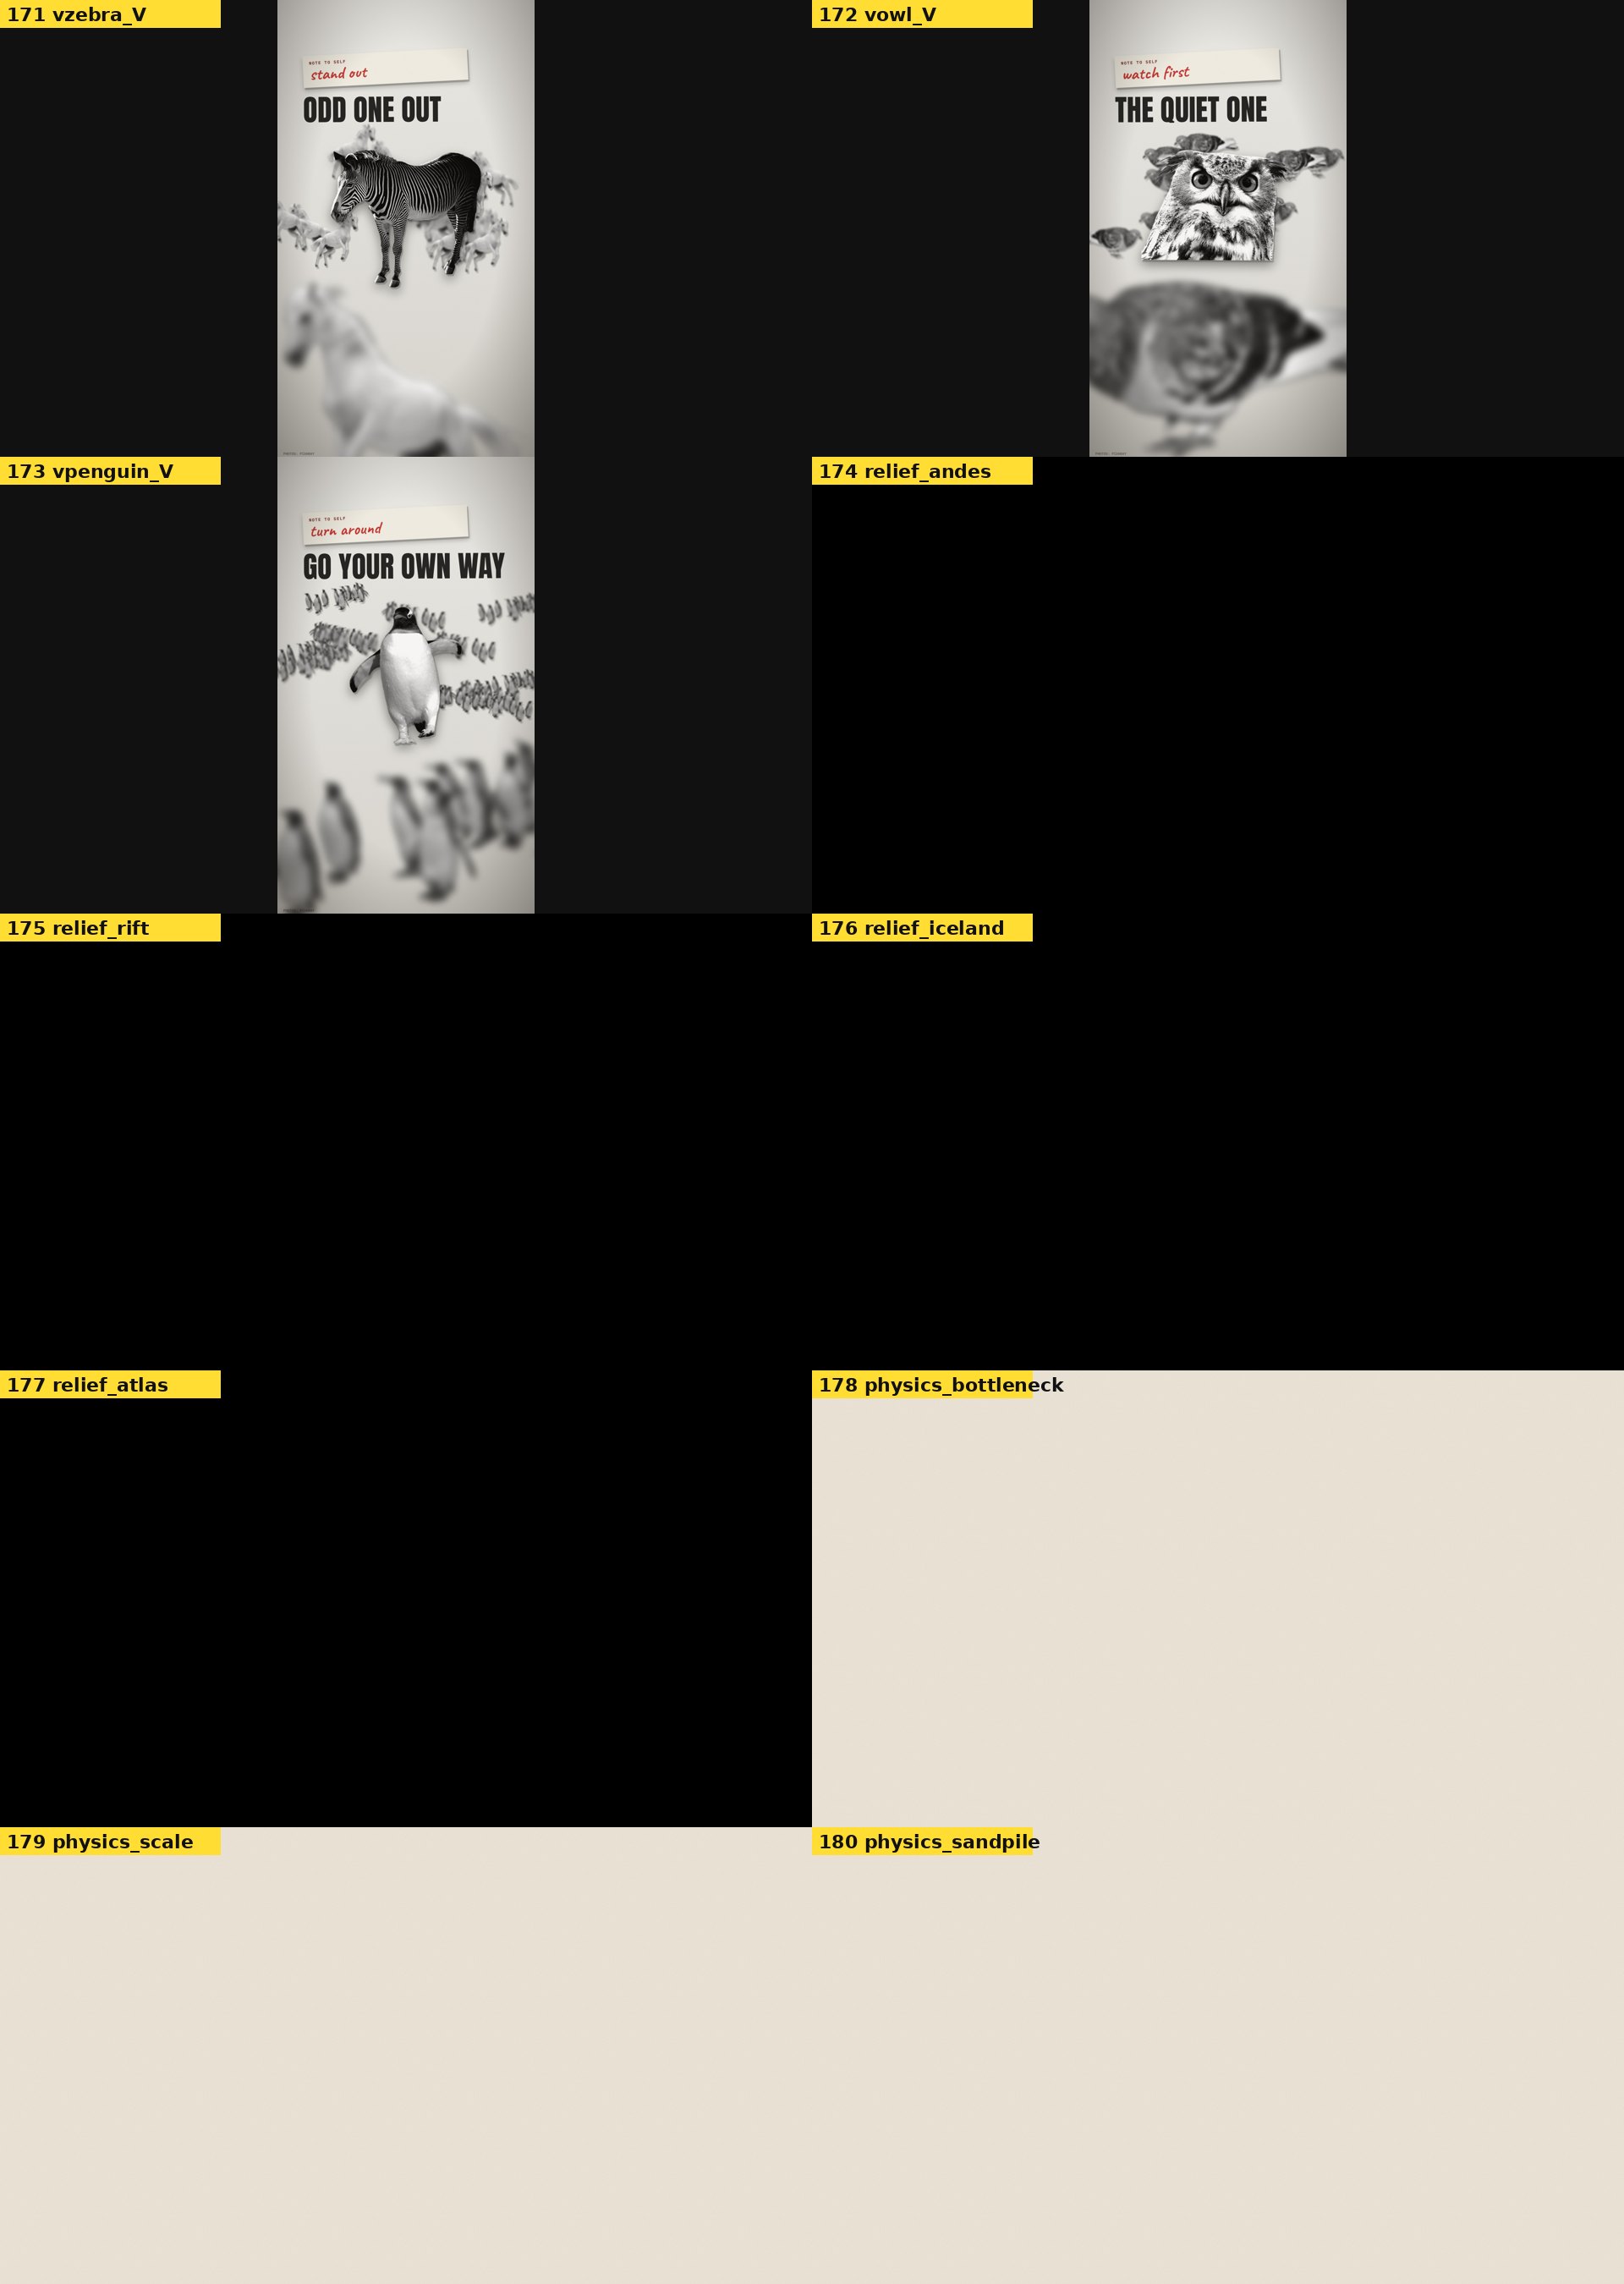 171 vzebra_V
NOTE TO SELF
stand out
ODD ONE OUT
172 vowl_V
NOTE TO SELF
watch first
THE QUIET ONE
173 vpenguin_V
NOTE TO SELF
turn around
GO YOUR OWN WAY
174 relief_andes
175 relief_rift
176 relief_iceland
177 relief_atlas
178 physics_bottleneck
179 physics_scale
180 physics_sandpile